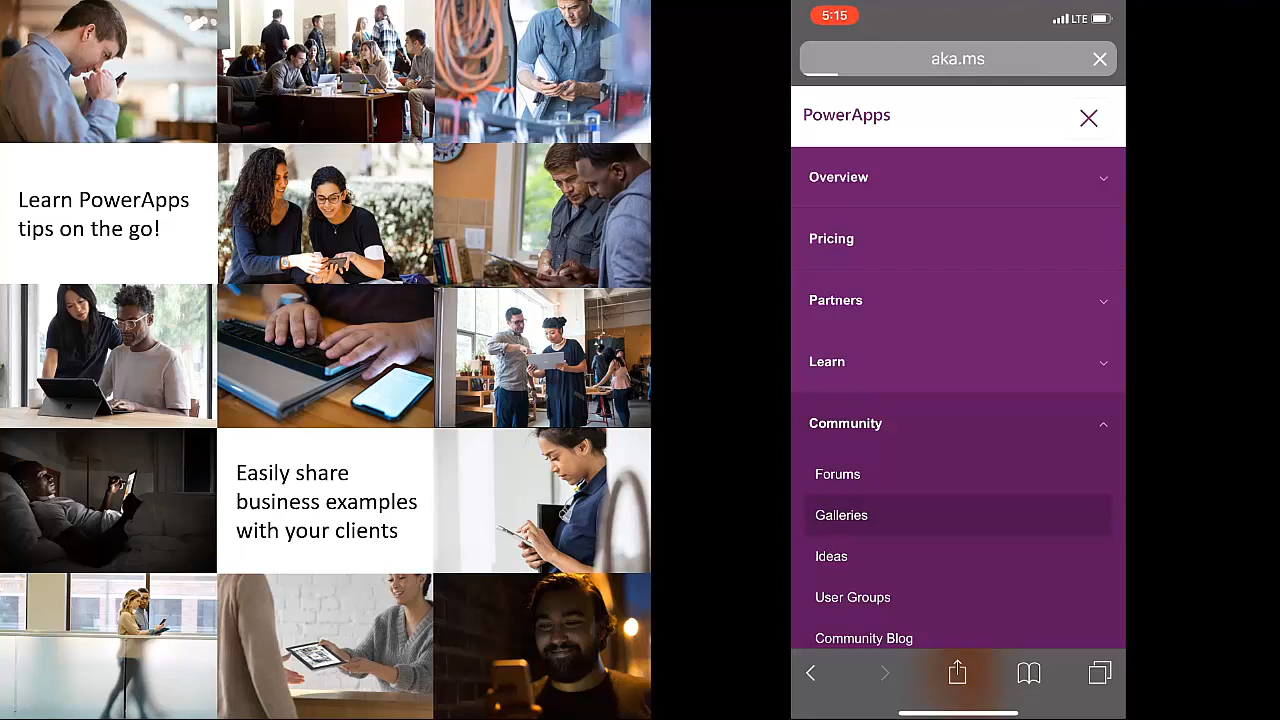 Learn PowerApps
tips on the go!
Easily share
business examples
with your clients
5:15
LTE
aka.ms
PowerApps
Overview
Pricing
Partners
Learn
Community
Forums
Galleries
Ideas
User Groups
Community Blog